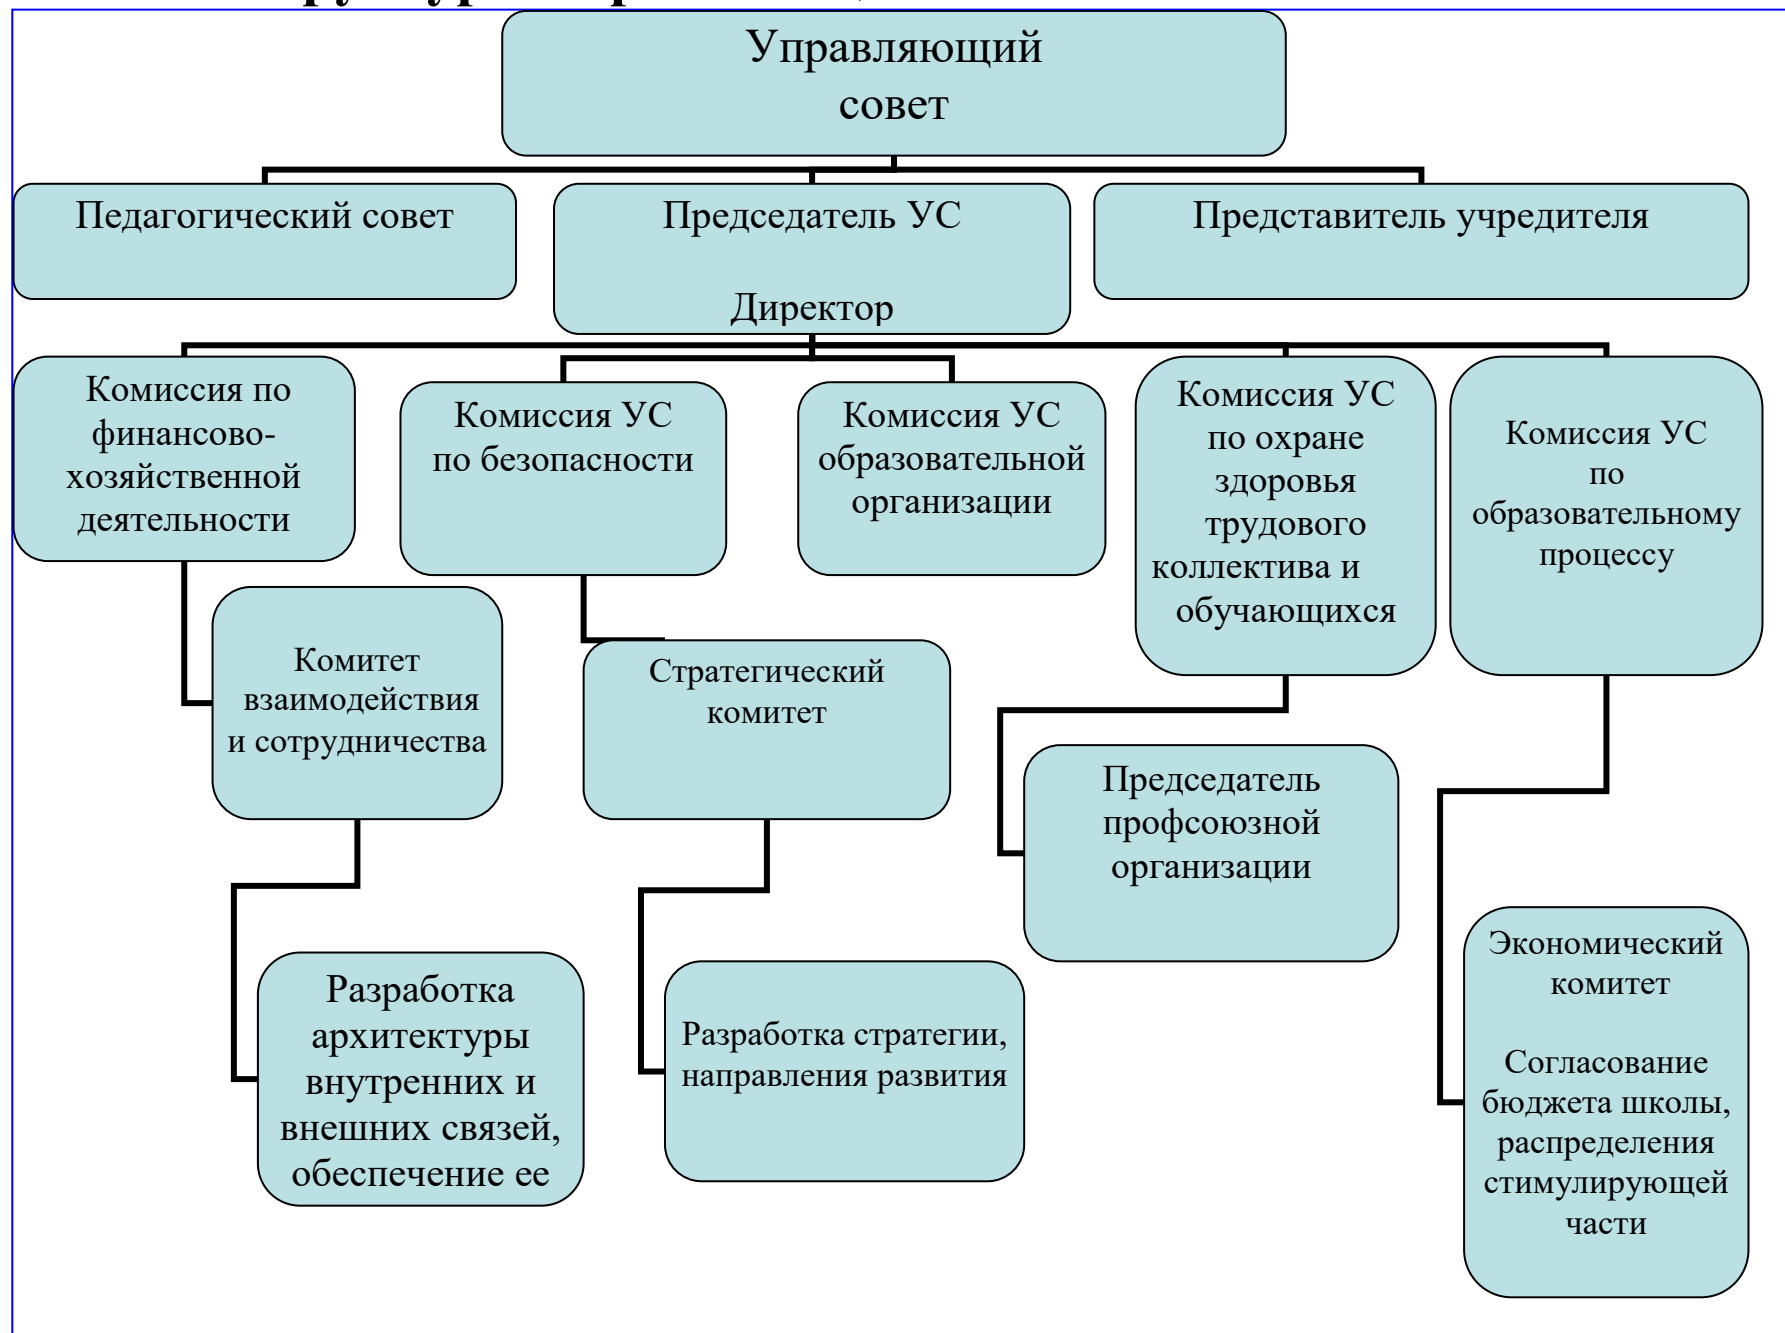 Управляющий
совет
Педагогический совет
Председатель УС
Директор
Представитель учредителя
Комиссия по
финансово-
хозяйственной
деятельности
Комиссия УС
по безопасности
Комиссия УС
образовательной
организации
Комиссия УС
по охране
здоровья
трудового
коллектива и
обучающихся
Комиссия УС
по
образовательному
процессу
Комитет
взаимодействия
и сотрудничества
Стратегический
комитет
Председатель
профсоюзной
организации
Разработка
архитектуры
внутренних и
внешних связей,
обеспечение ее
Разработка стратегии,
направления развития
Экономический
комитет
Согласование
бюджета школы,
распределения
стимулирующей
части